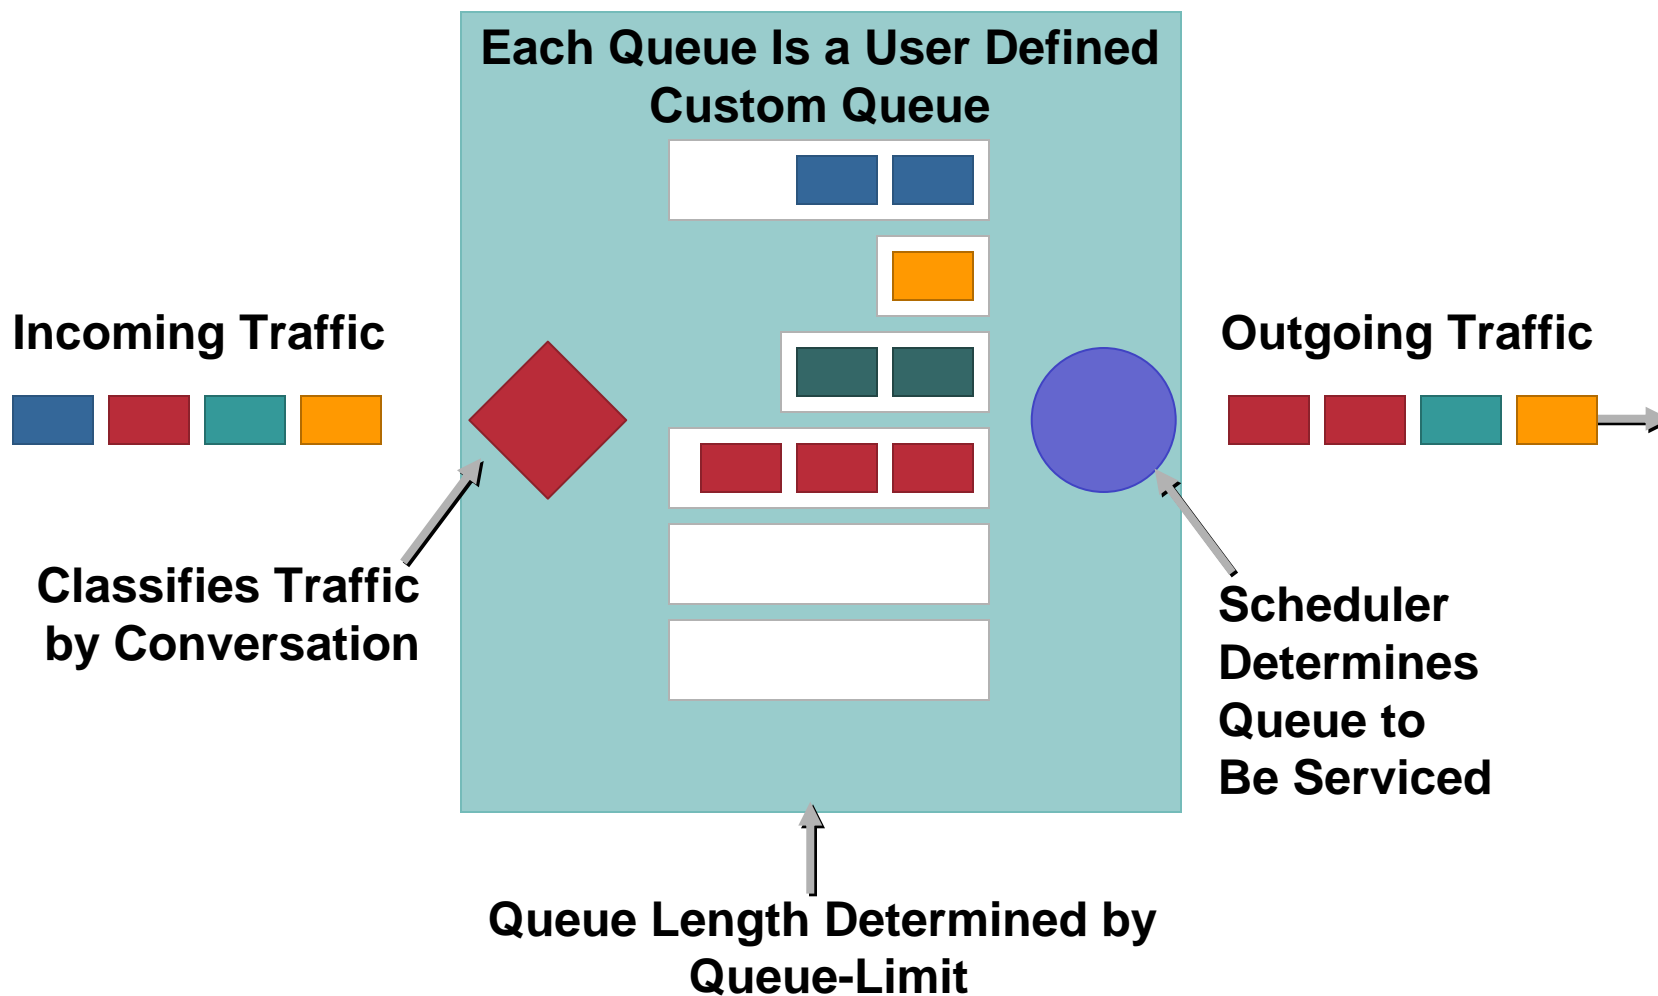 Each Queue Is a User Defined
Custom Queue
Incoming Traffic
Outgoing Traffic
Classifies Traffic
by Conversation
Scheduler
Determines
Queue to
Be Serviced
Queue Length Determined by
Queue-Limit